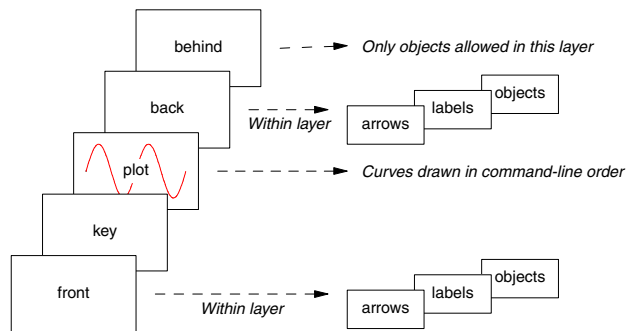 behind
Only objects allowed in this layer
back
Within layer
arrows
labels
objects
plot
Curves drawn in command-line order
key
front
Within layer
arrows
labels
objects